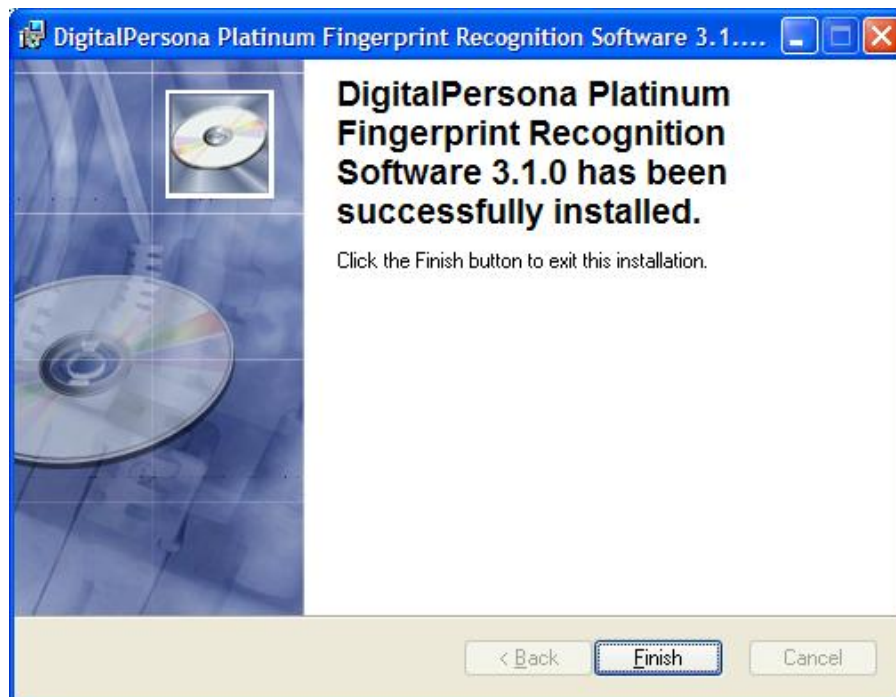 DigitalPersona Platinum Fingerprint Recognition Software 3.1....
DigitalPersona Platinum
Fingerprint Recognition
Software 3.1.0 has been
successfully installed.
Click the Finish button to exit this installation.
< Back Finish Cancel